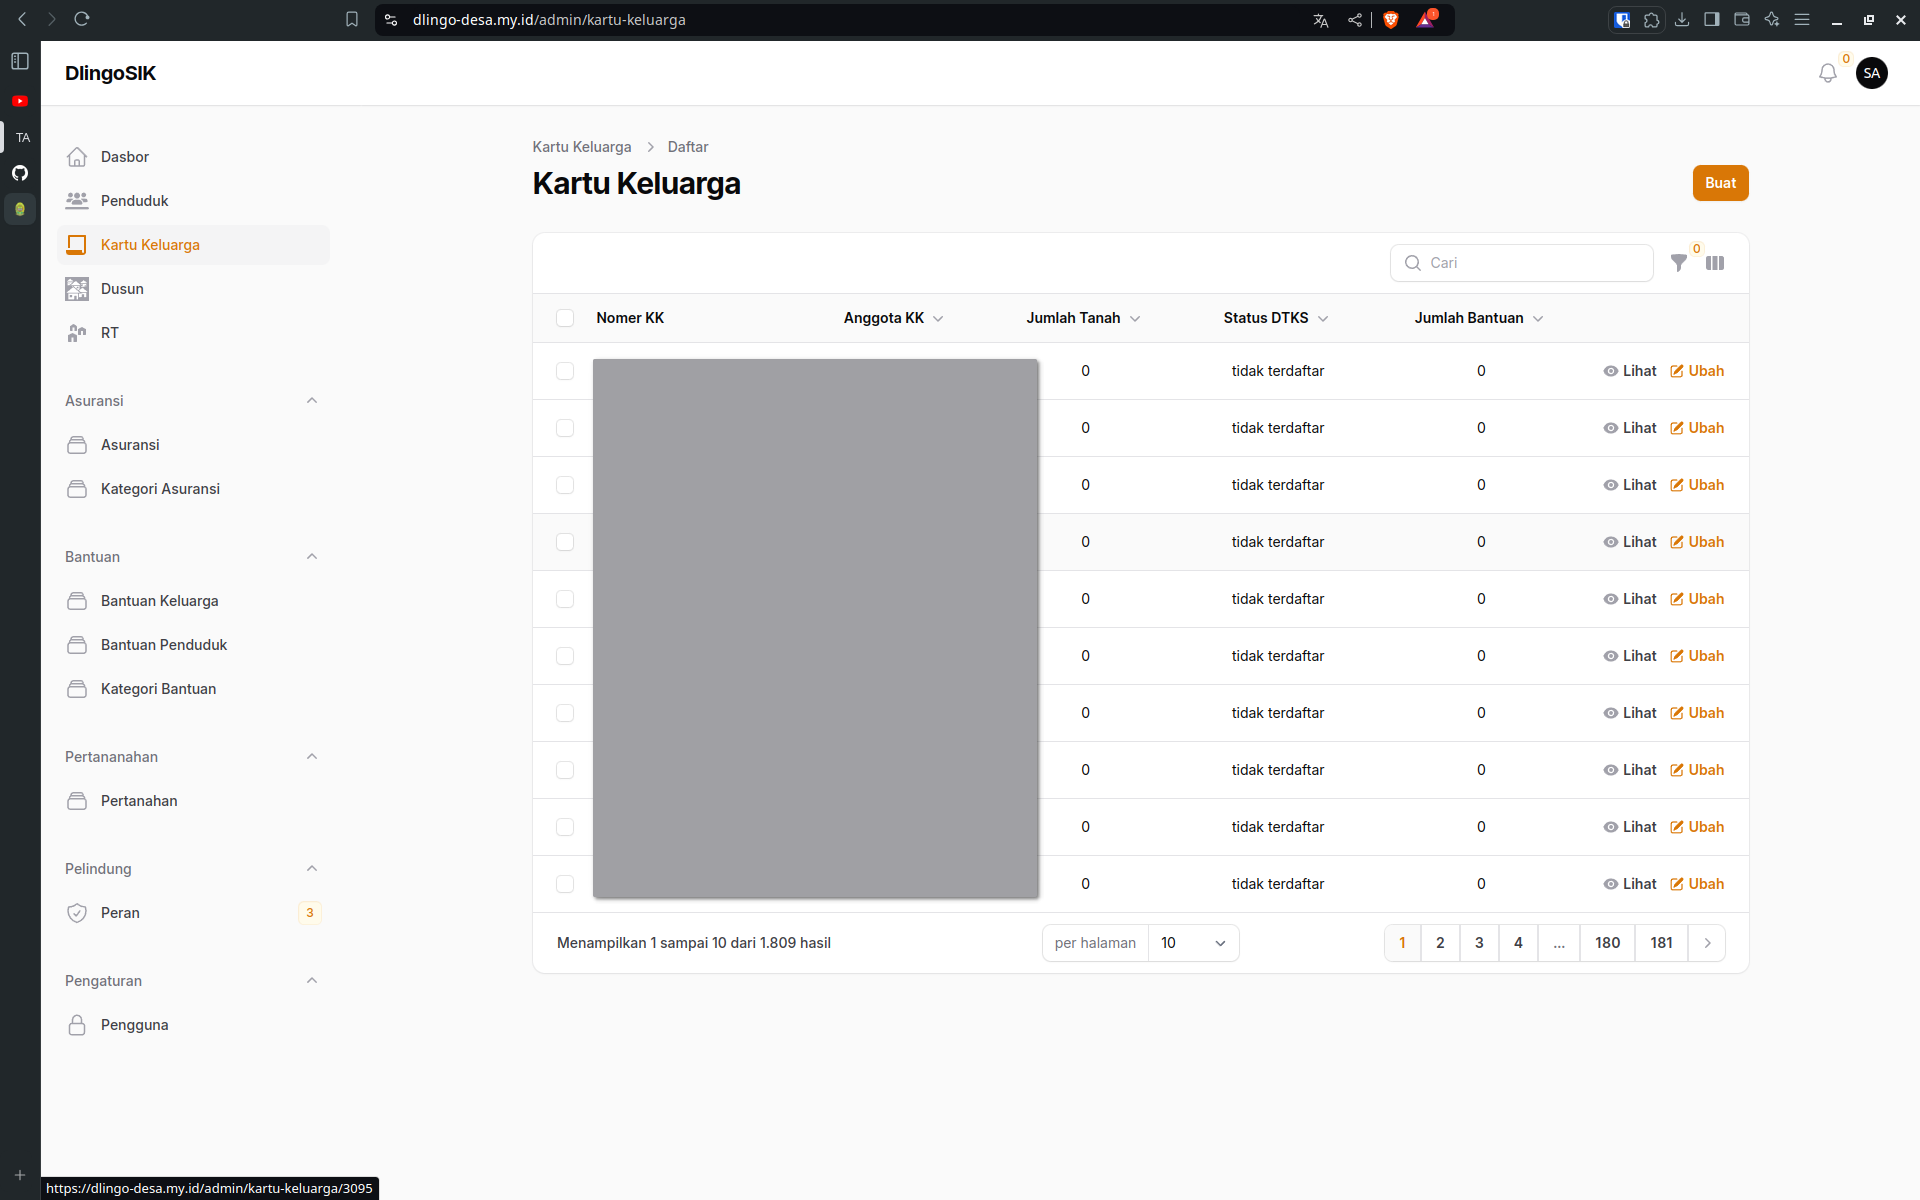 dlingo-desa.my.id/admin/kartu-keluarga
TA
DlingoSIK
0
SA
Dasbor
Penduduk
Kartu Keluarga
Dusun
RT
Asuransi
Asuransi
Kategori Asuransi
Bantuan
Bantuan Keluarga
Bantuan Penduduk
Kategori Bantuan
Pertananahan
Pertanahan
Pelindung
Peran 3
Pengaturan
Pengguna
Kartu Keluarga > Daftar
Kartu Keluarga
Buat
Cari
0
Nomer KK Anggota KK Jumlah Tanah Status DTKS Jumlah Bantuan
0 tidak terdaftar 0 Lihat Ubah
0 tidak terdaftar 0 Lihat Ubah
0 tidak terdaftar 0 Lihat Ubah
0 tidak terdaftar 0 Lihat Ubah
0 tidak terdaftar 0 Lihat Ubah
0 tidak terdaftar 0 Lihat Ubah
0 tidak terdaftar 0 Lihat Ubah
0 tidak terdaftar 0 Lihat Ubah
0 tidak terdaftar 0 Lihat Ubah
0 tidak terdaftar 0 Lihat Ubah
Menampilkan 1 sampai 10 dari 1.809 hasil per halaman 10 1 2 3 4 ... 180 181
https://dlingo-desa.my.id/admin/kartu-keluarga/3095